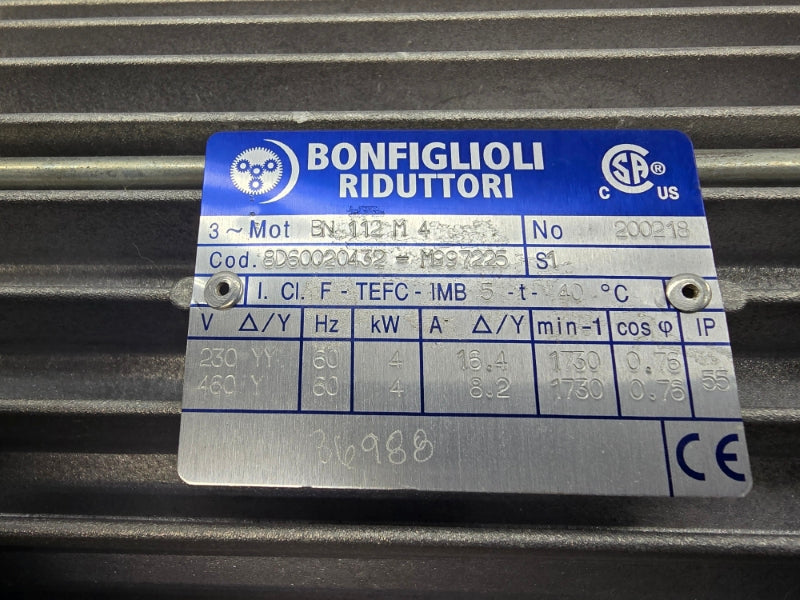 BONFIGLIOLI
RIDUTTORI
CSA ® C US
3 ~ Mot BN 112 M 4 No 200218
Cod. 8D60020432 - M997225 S1
I. Cl. F - TEFC - IMB 5 - t - 40 °C
V Δ/Y Hz kW A Δ/Y min-1 cos φ IP
230 YY 60 4 16.4 1730 0.76
460 Y 60 4 8.2 1730 0.76 55
36988
CE